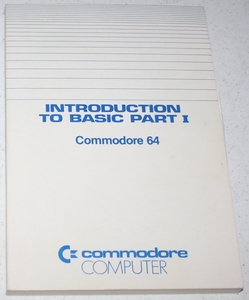 INTRODUCTION
TO BASIC PART I
Commodore 64
commodore
COMPUTER